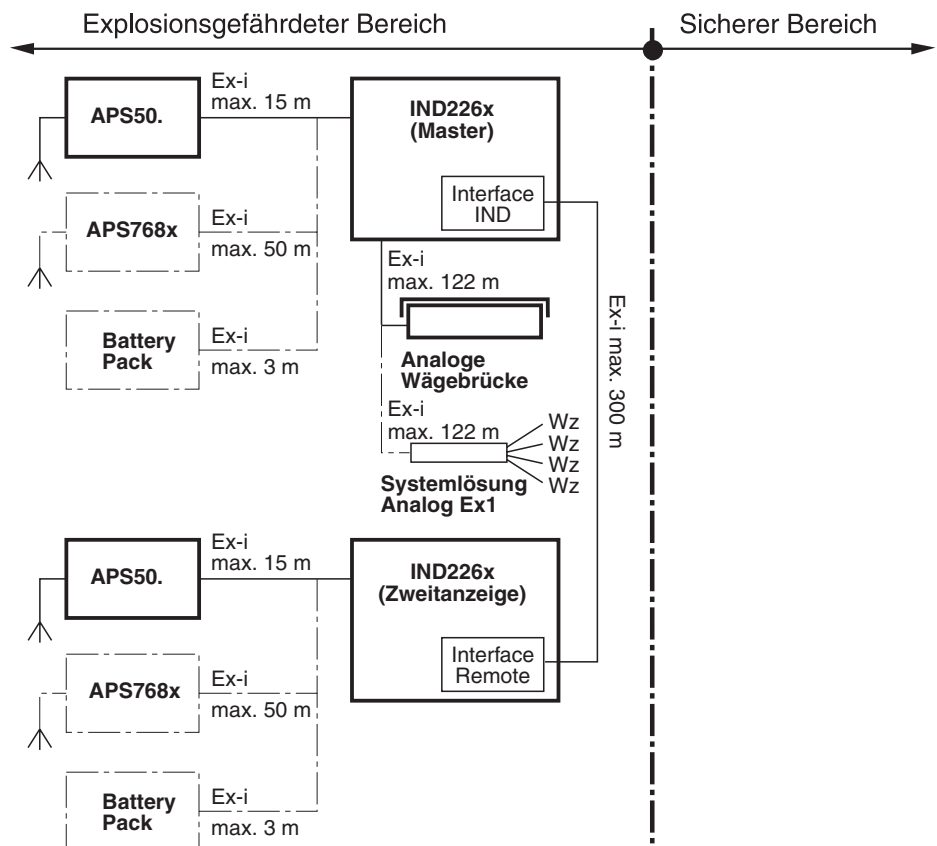 Explosionsgefährdeter Bereich
Sicherer Bereich
APS50.
Ex-i
max. 15 m
IND226x
(Master)
Interface
IND
APS768x
Ex-i
max. 50 m
Battery
Pack
Ex-i
max. 3 m
Ex-i
max. 122 m
Analoge
Wägebrücke
Ex-i
max. 122 m
Wz
Wz
Wz
Wz
Systemlösung
Analog Ex1
Ex-i max. 300 m
APS50.
Ex-i
max. 15 m
IND226x
(Zweitanzeige)
Interface
Remote
APS768x
Ex-i
max. 50 m
Battery
Pack
Ex-i
max. 3 m